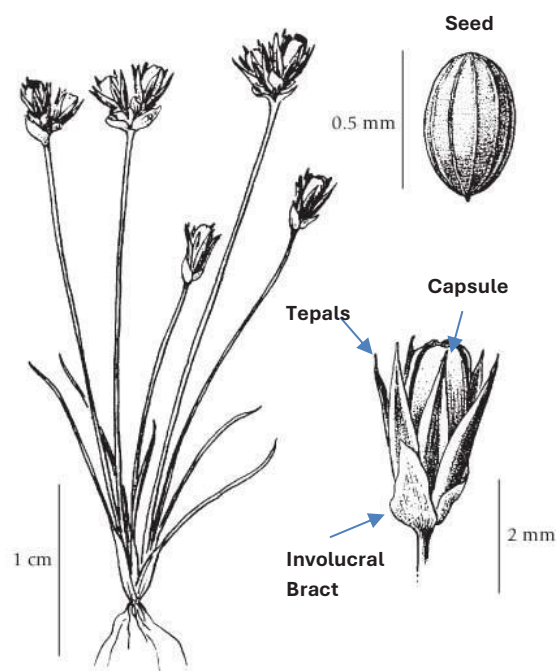 Seed
0.5 mm
Capsule
Tepals
2 mm
1 cm
Involucral
Bract